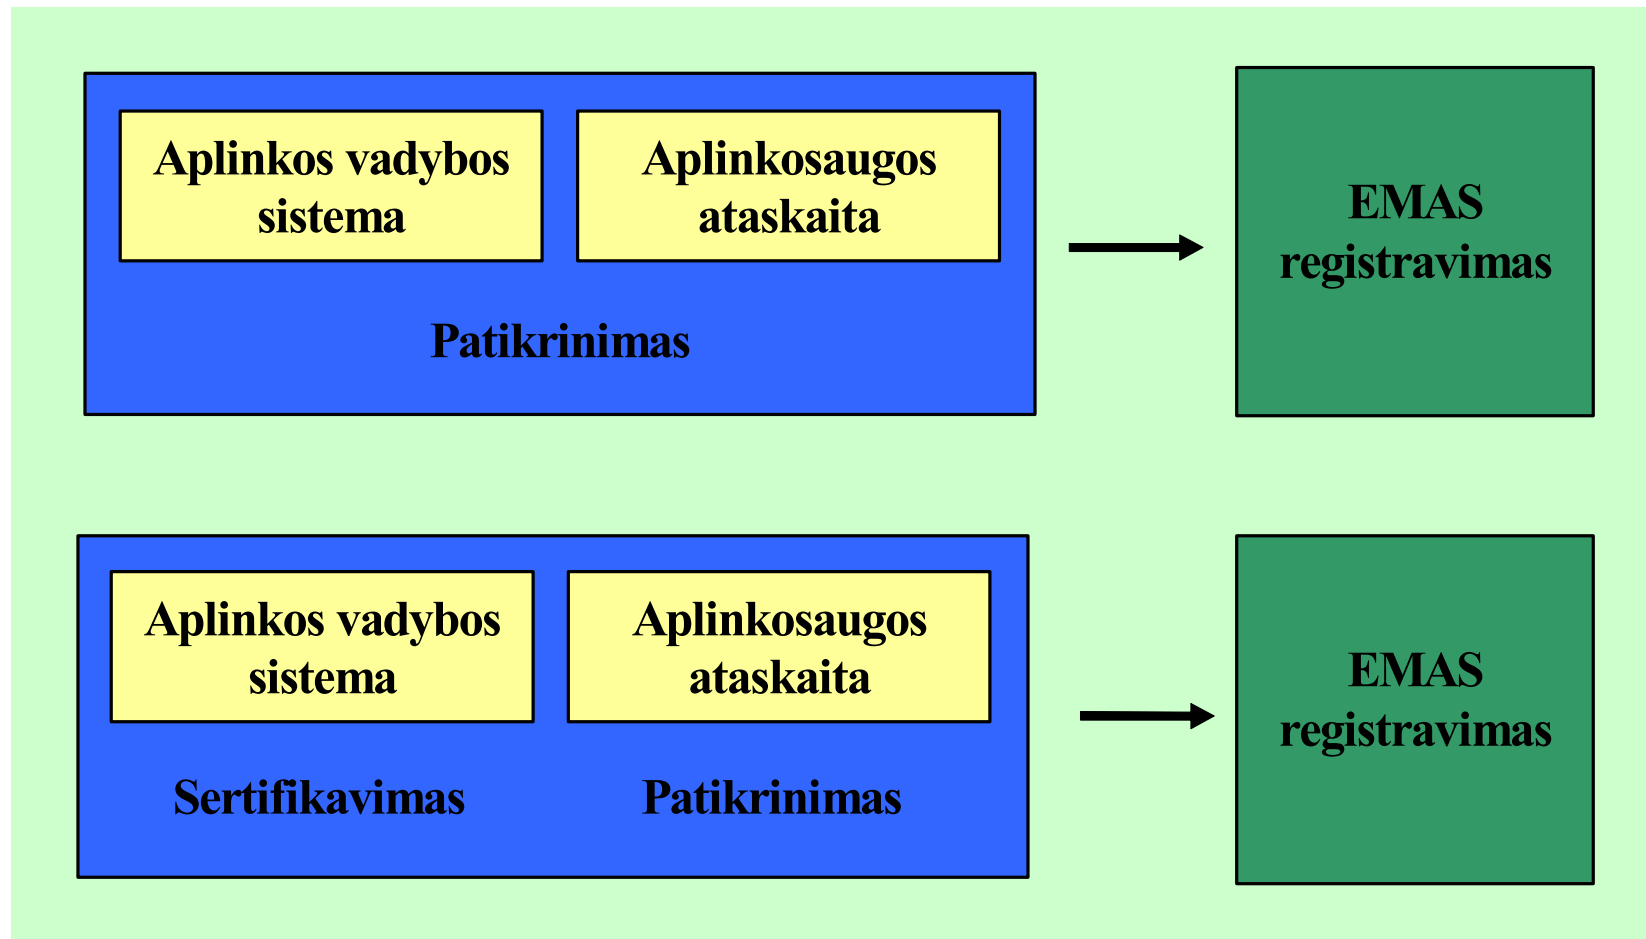 Aplinkos vadybos
sistema
Aplinkosaugos
ataskaita
Patikrinimas
EMAS
registravimas
Aplinkos vadybos
sistema
Aplinkosaugos
ataskaita
Sertifikavimas
Patikrinimas
EMAS
registravimas